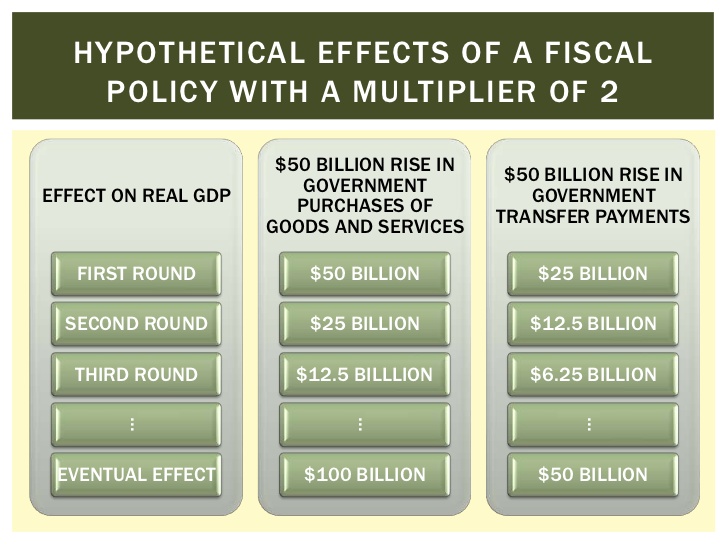 HYPOTHETICAL EFFECTS OF A FISCAL
POLICY WITH A MULTIPLIER OF 2
EFFECT ON REAL GDP
FIRST ROUND
SECOND ROUND
THIRD ROUND
⋮
EVENTUAL EFFECT
$50 BILLION RISE IN
GOVERNMENT
PURCHASES OF
GOODS AND SERVICES
$50 BILLION
$25 BILLION
$12.5 BILLLION
⋮
$100 BILLION
$50 BILLION RISE IN
GOVERNMENT
TRANSFER PAYMENTS
$25 BILLION
$12.5 BILLION
$6.25 BILLION
⋮
$50 BILLION